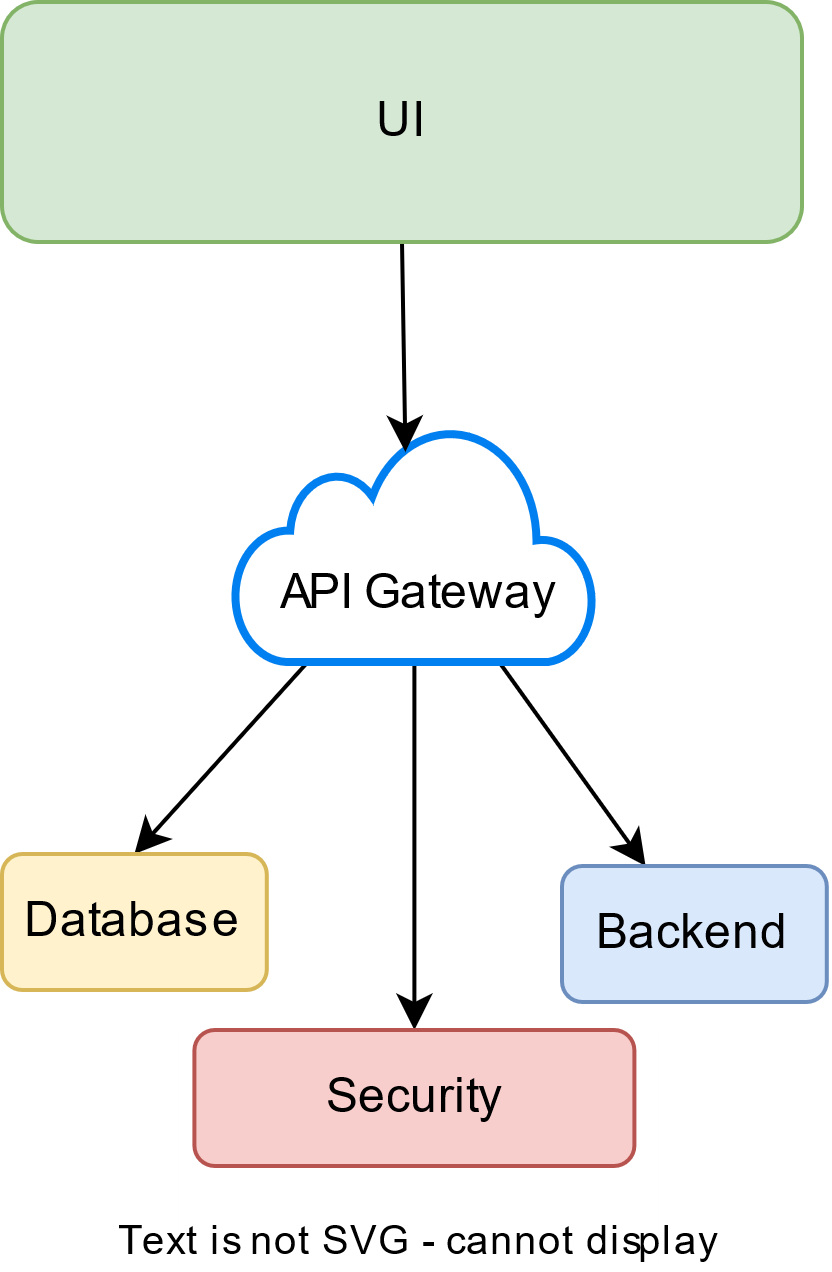 UI
API Gateway
Database
Backend
Security
Text is not SVG - cannot display